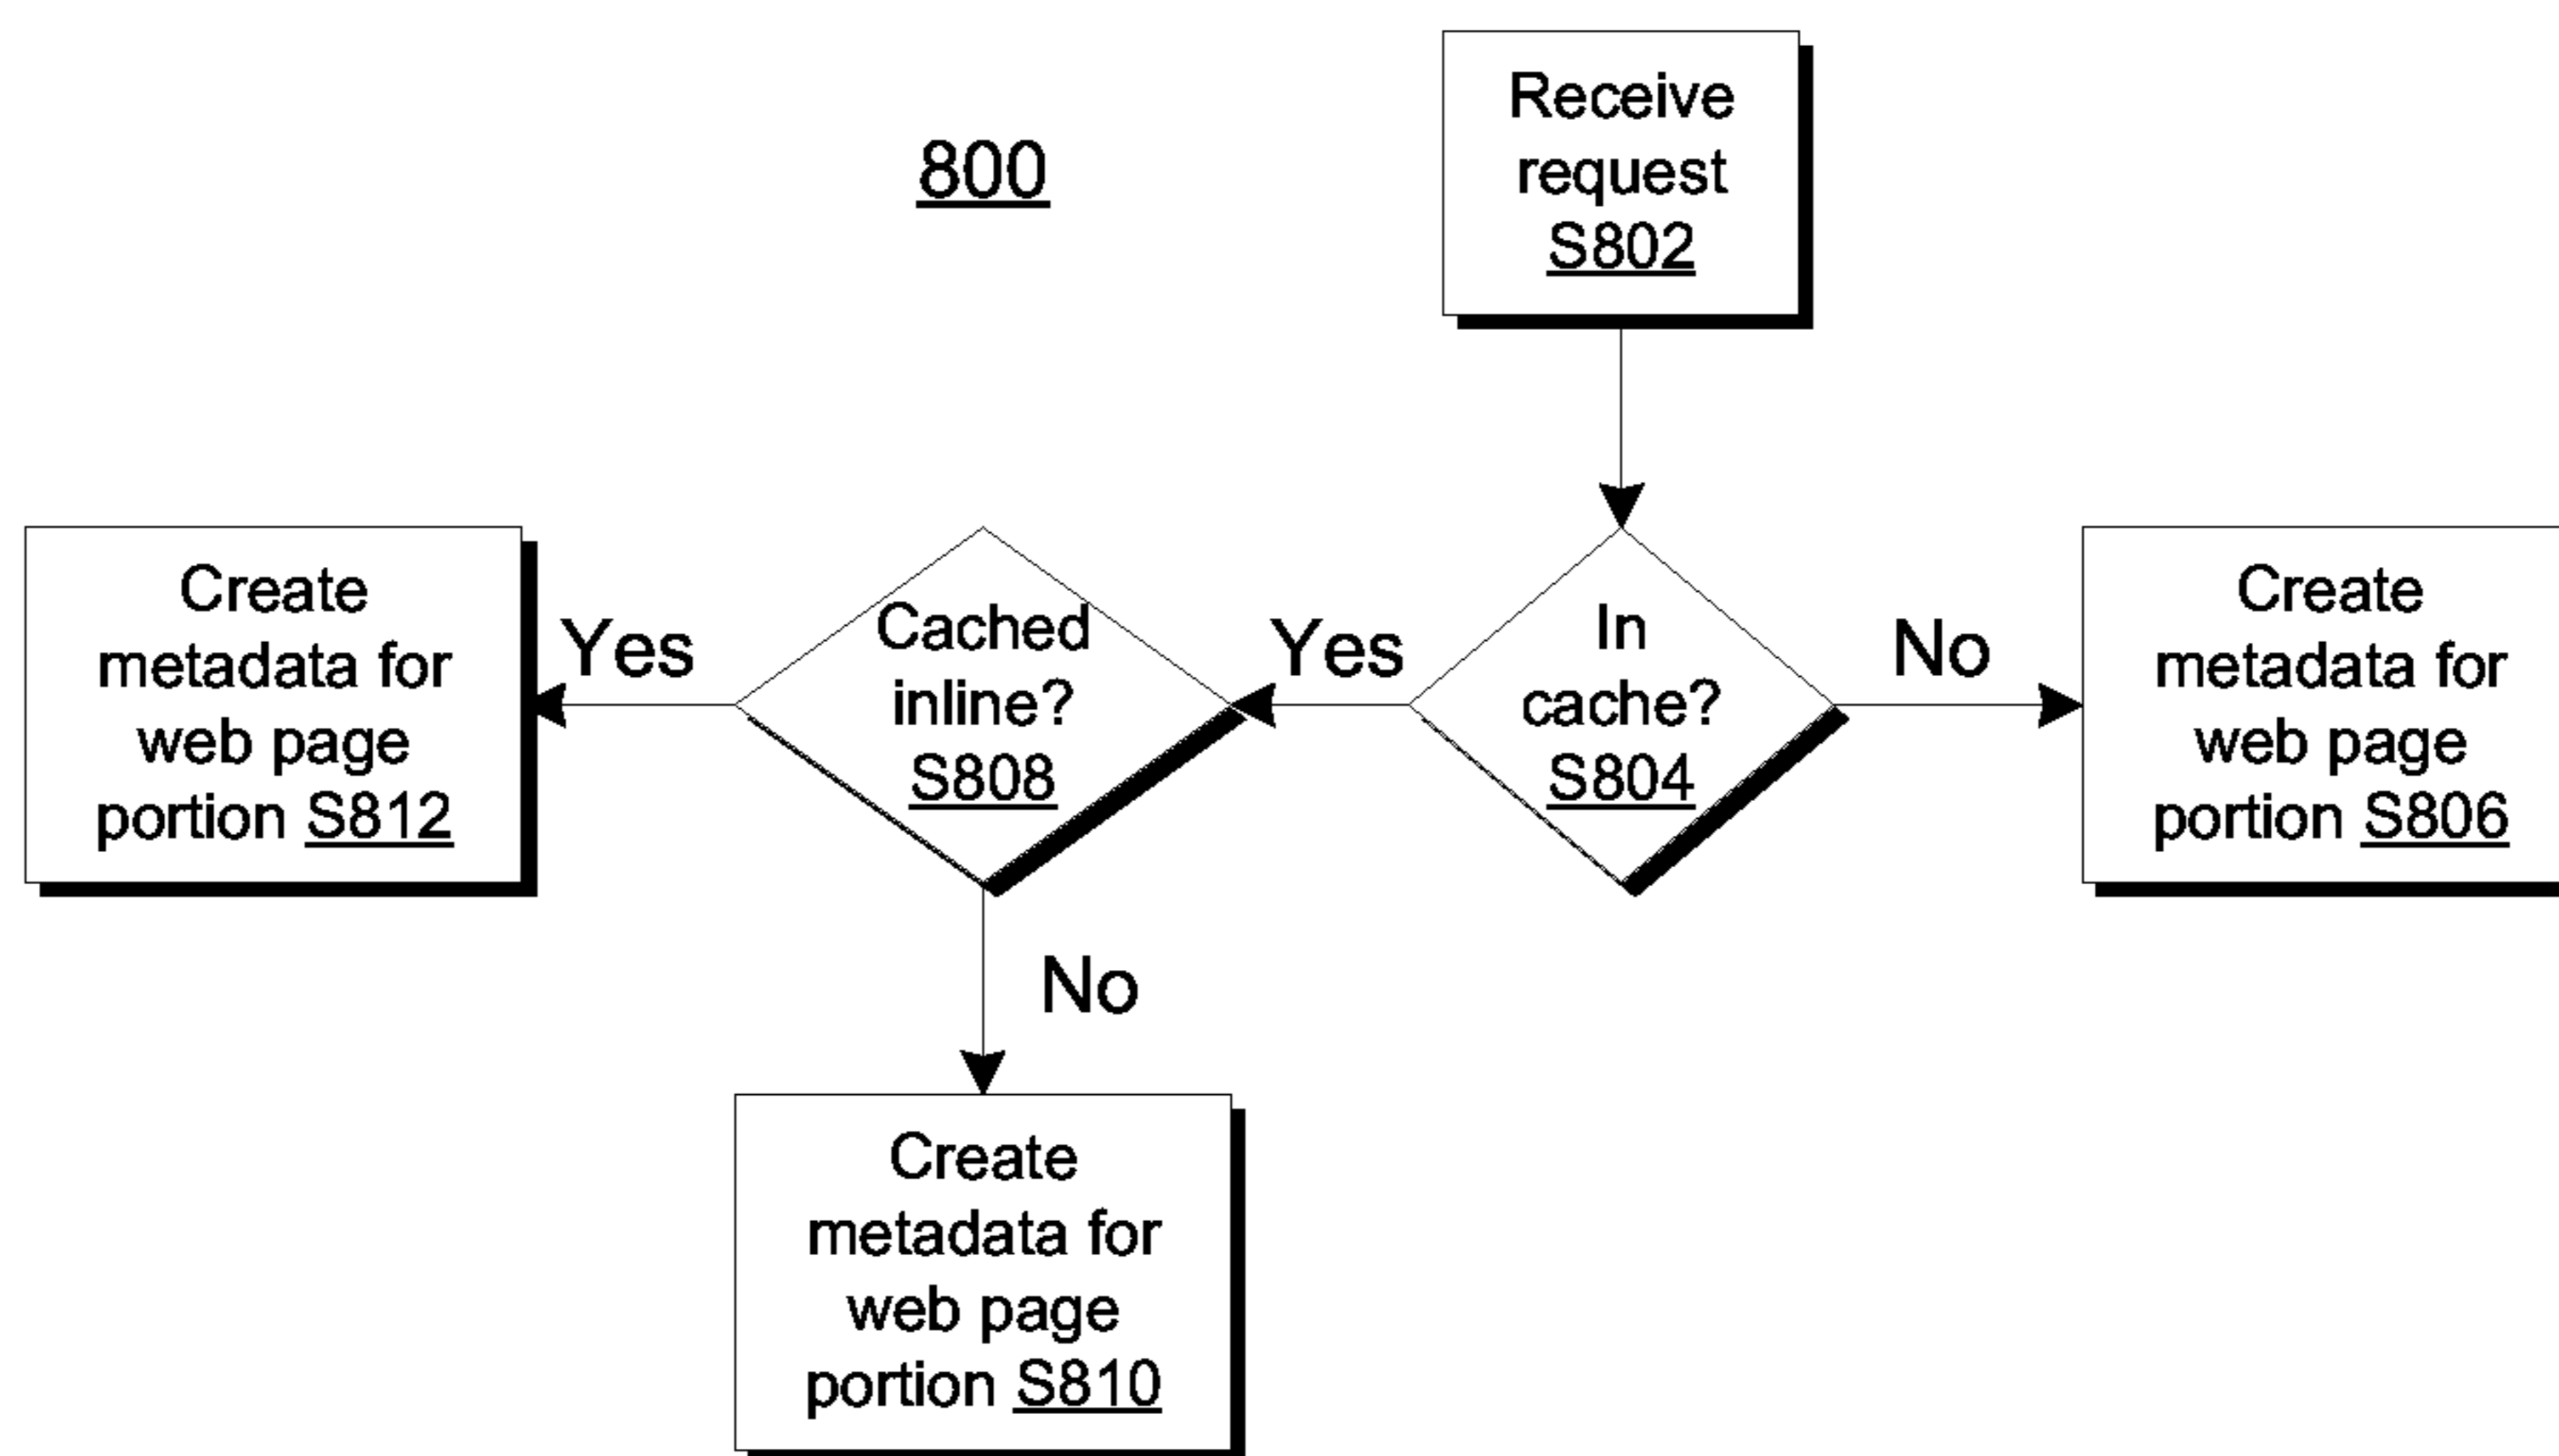 800
Receive
request
S802
Create
metadata for
web page
portion S812
Yes
Cached
inline?
S808
Yes
In
cache?
S804
No
Create
metadata for
web page
portion S806
No
Create
metadata for
web page
portion S810